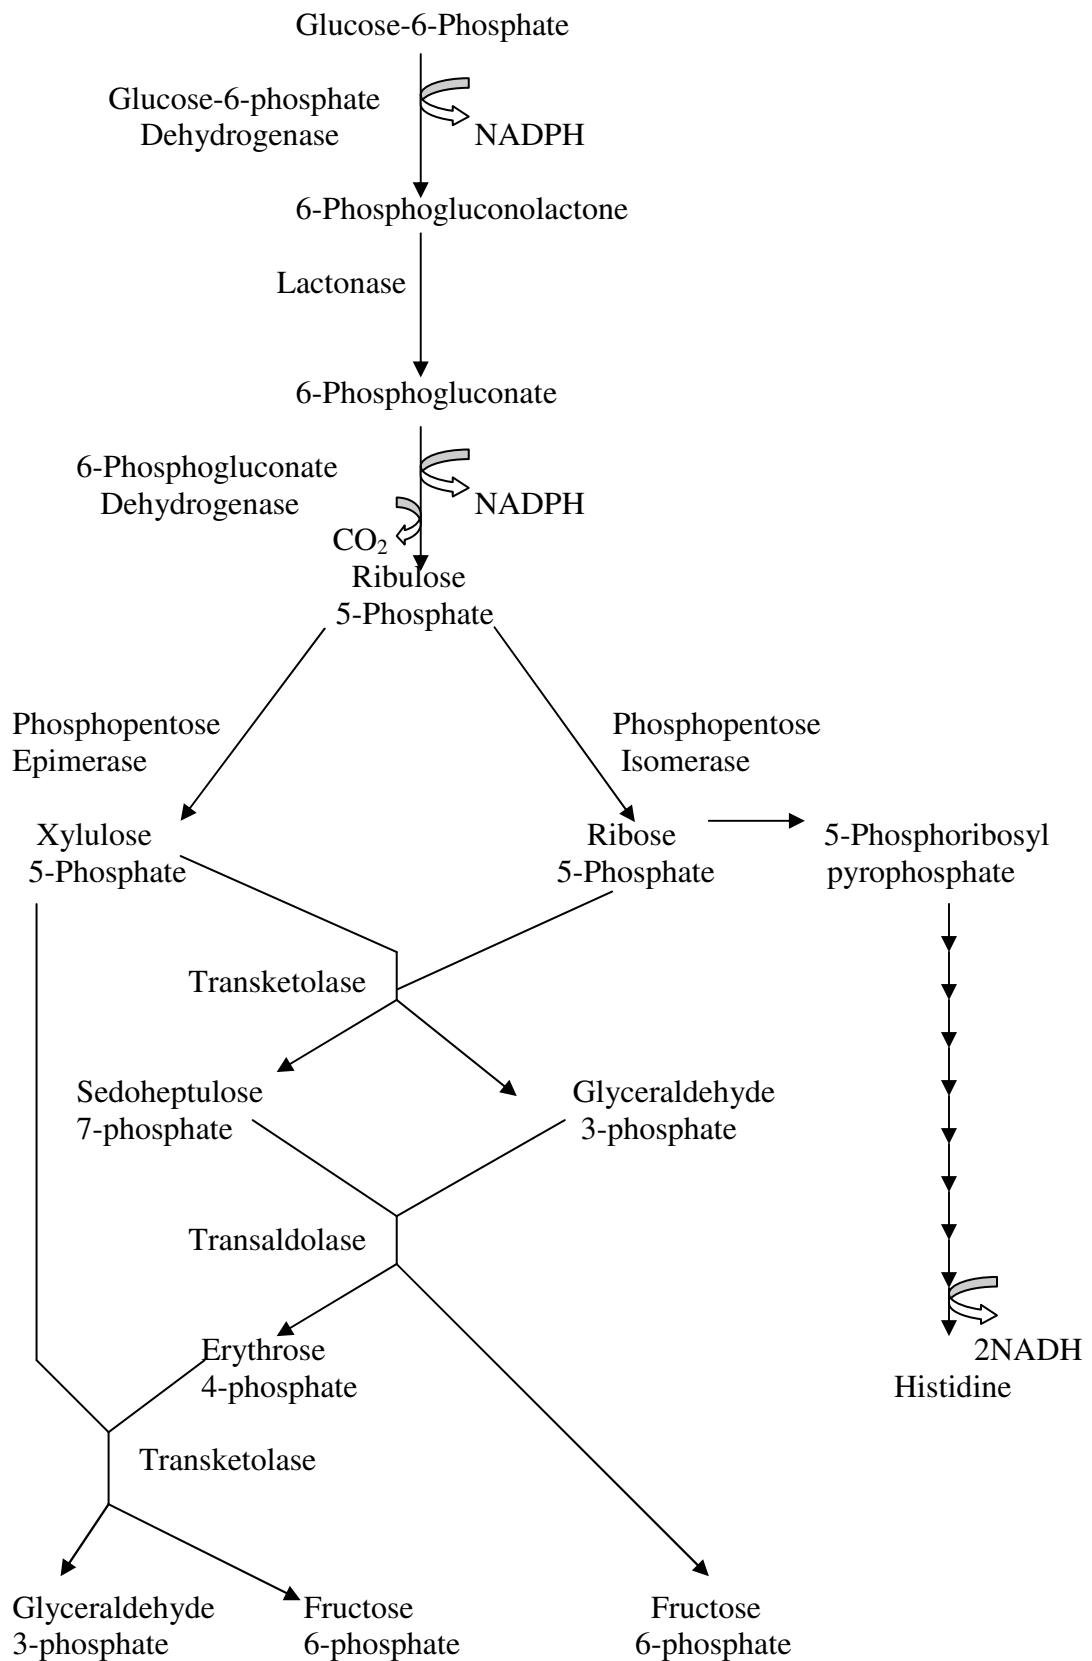 Glucose-6-Phosphate
Glucose-6-phosphate
Dehydrogenase
NADPH
6-Phosphogluconolactone
Lactonase
6-Phosphogluconate
6-Phosphogluconate
Dehydrogenase
NADPH
CO₂
Ribulose
5-Phosphate
Phosphopentose
Epimerase
Phosphopentose
Isomerase
Xylulose
5-Phosphate
Ribose
5-Phosphate
5-Phosphoribosyl
pyrophosphate
Transketolase
Sedoheptulose
7-phosphate
Glyceraldehyde
3-phosphate
Transaldolase
Erythrose
4-phosphate
2NADH
Histidine
Transketolase
Glyceraldehyde
3-phosphate
Fructose
6-phosphate
Fructose
6-phosphate